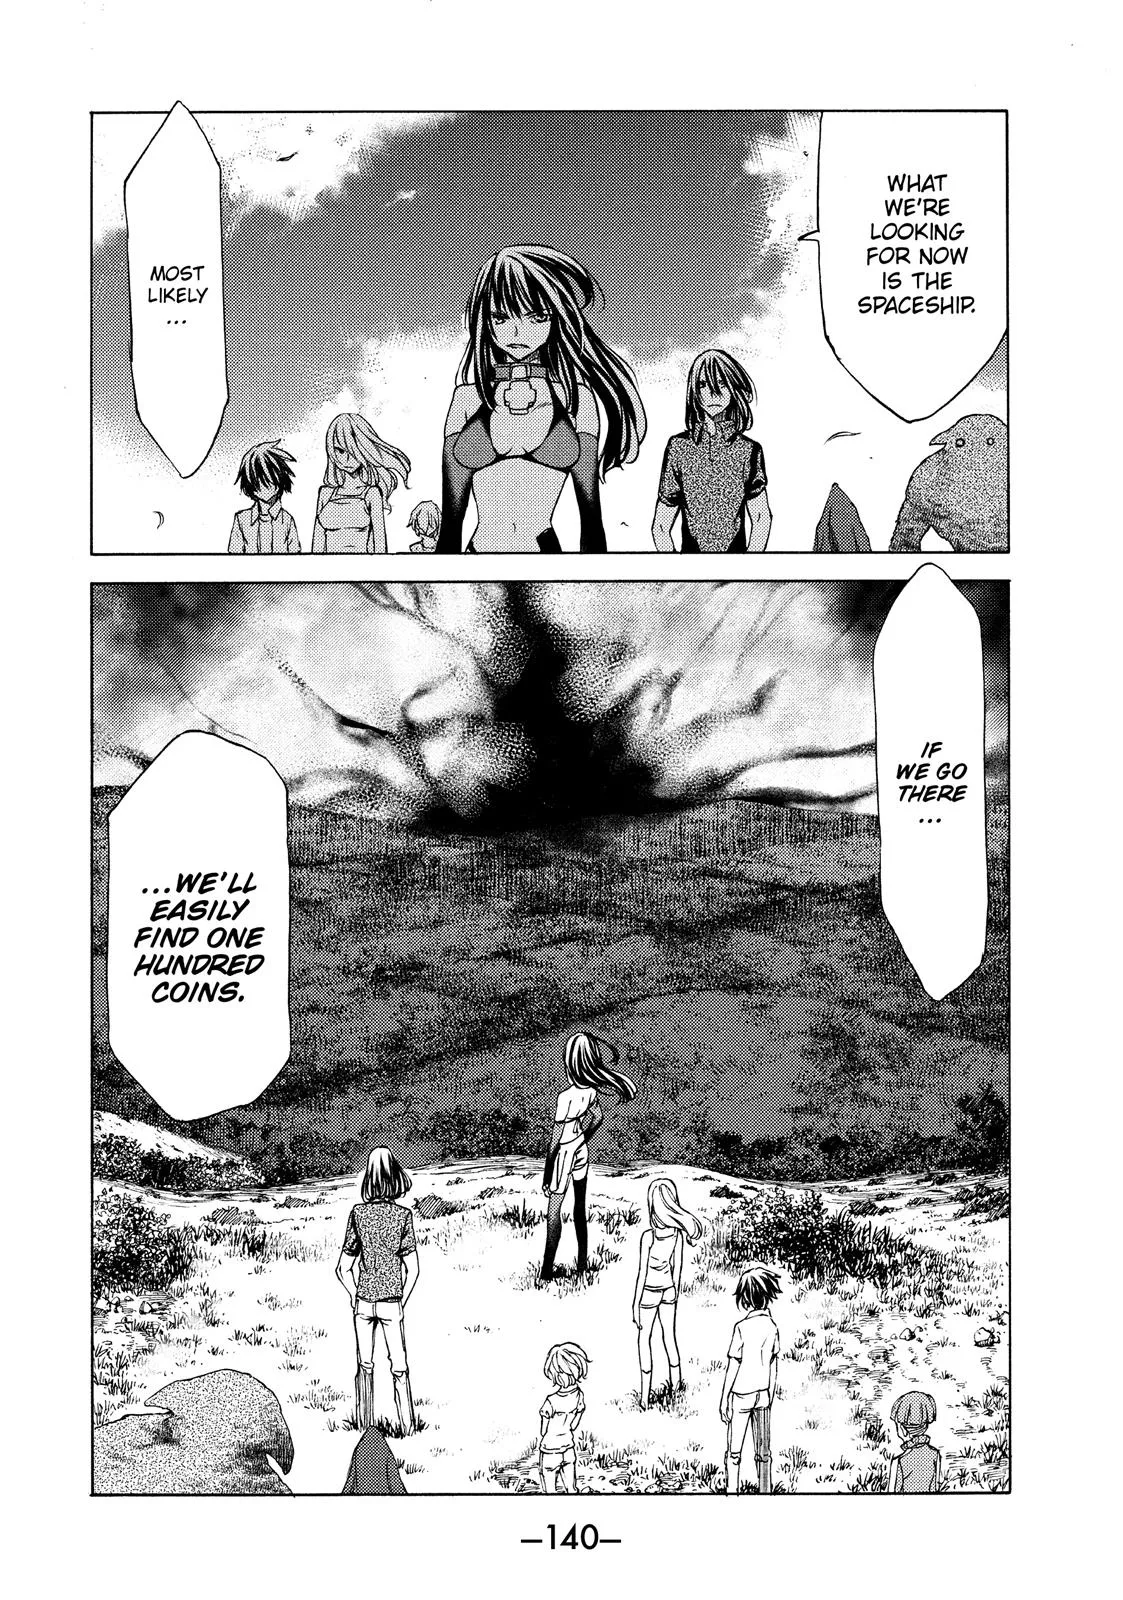 WHAT
WE'RE
LOOKING
FOR NOW
IS THE
SPACESHIP.
MOST
LIKELY
...
IF
WE GO
THERE
...
...WE'LL
EASILY
FIND ONE
HUNDRED
COINS.
–140–